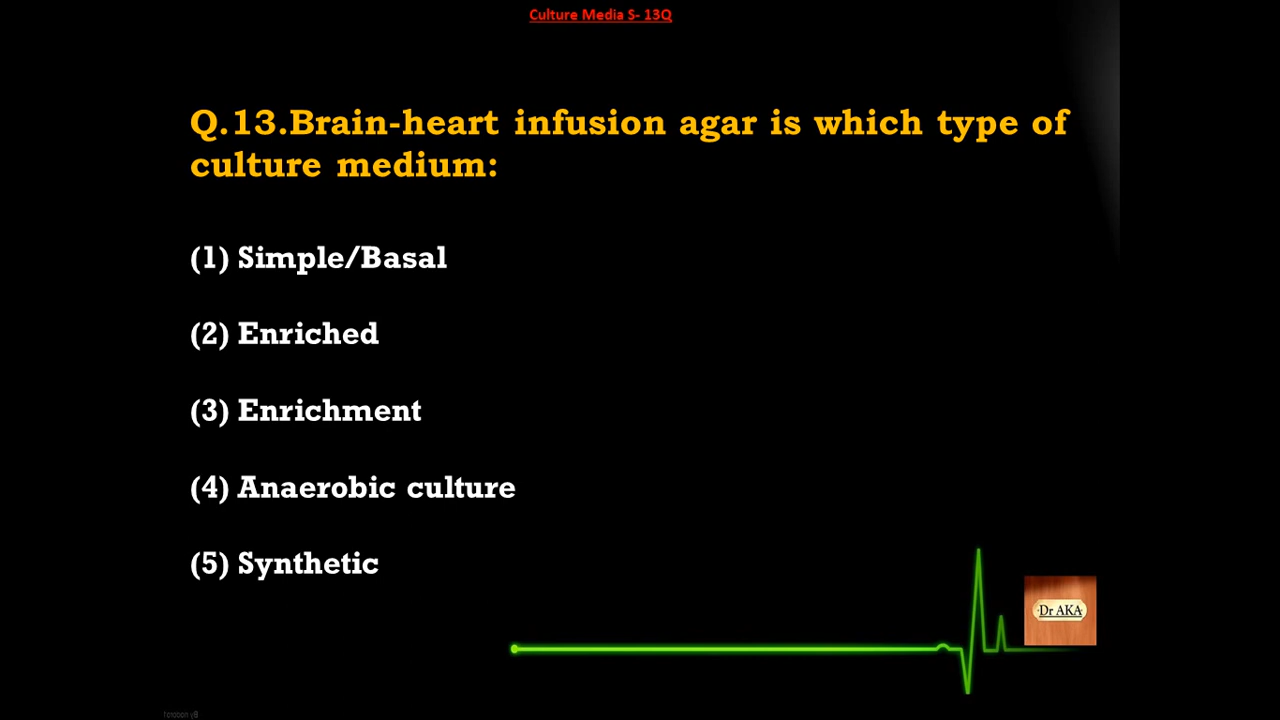 Culture Media S- 13Q
Q.13.Brain-heart infusion agar is which type of
culture medium:
(1) Simple/Basal
(2) Enriched
(3) Enrichment
(4) Anaerobic culture
(5) Synthetic
Dr AKA